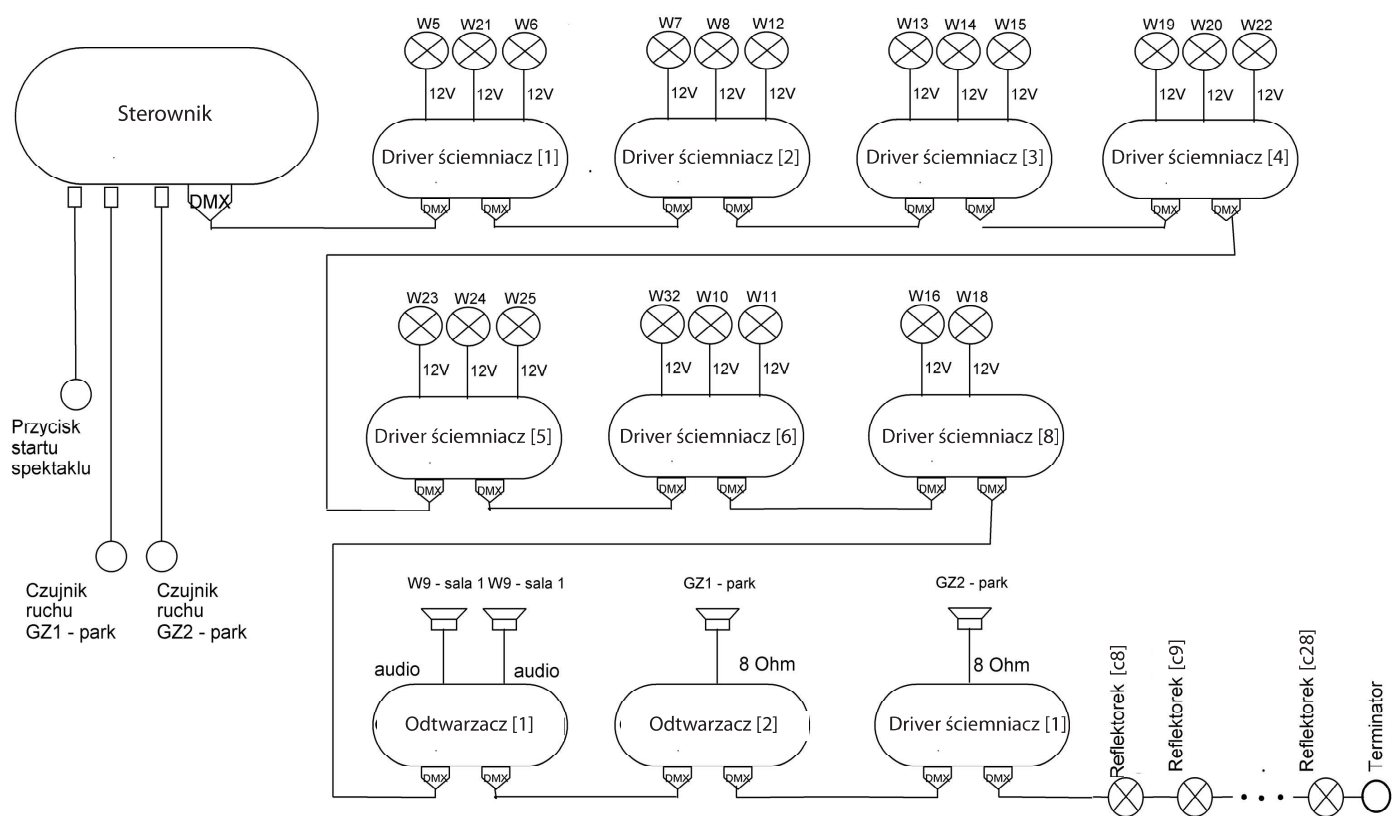 W5 W21 W6
12V 12V 12V
Driver ściemniacz [1]
DMX DMX
W7 W8 W12
12V 12V 12V
Driver ściemniacz [2]
DMX DMX
W13 W14 W15
12V 12V 12V
Driver ściemniacz [3]
DMX DMX
W19 W20 W22
12V 12V 12V
Driver ściemniacz [4]
DMX DMX
Sterownik
DMX
Przycisk
startu
spektaklu
Czujnik
ruchu
GZ1 - park
Czujnik
ruchu
GZ2 - park
W23 W24 W25
12V 12V 12V
Driver ściemniacz [5]
DMX DMX
W32 W10 W11
12V 12V 12V
Driver ściemniacz [6]
DMX DMX
W16 W18
12V 12V
Driver ściemniacz [8]
DMX DMX
W9 - sala 1 W9 - sala 1
audio audio
Odtwarzacz [1]
DMX DMX
GZ1 - park
8 Ohm
Odtwarzacz [2]
DMX DMX
GZ2 - park
8 Ohm
Driver ściemniacz [1]
DMX DMX
Reflektorek [c8]
Reflektorek [c9]
Reflektorek [c28]
Terminator